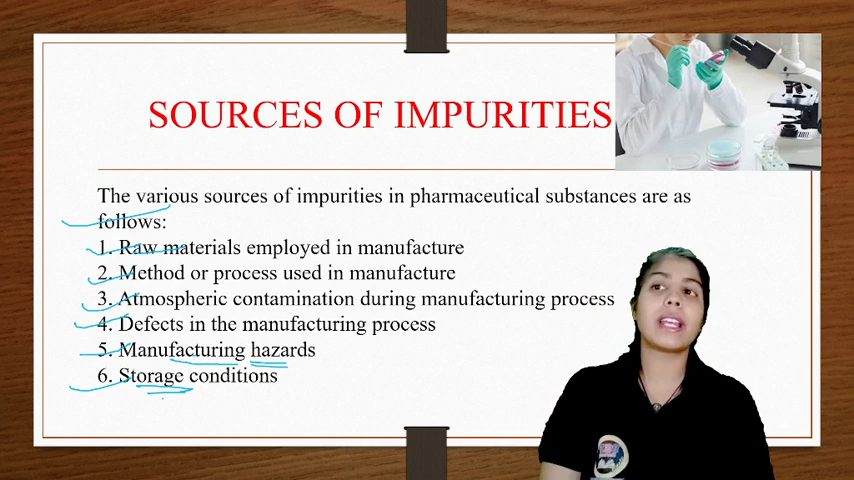 SOURCES OF IMPURITIES
The various sources of impurities in pharmaceutical substances are as
follows:
1. Raw materials employed in manufacture
2. Method or process used in manufacture
3. Atmospheric contamination during manufacturing process
4. Defects in the manufacturing process
5. Manufacturing hazards
6. Storage conditions